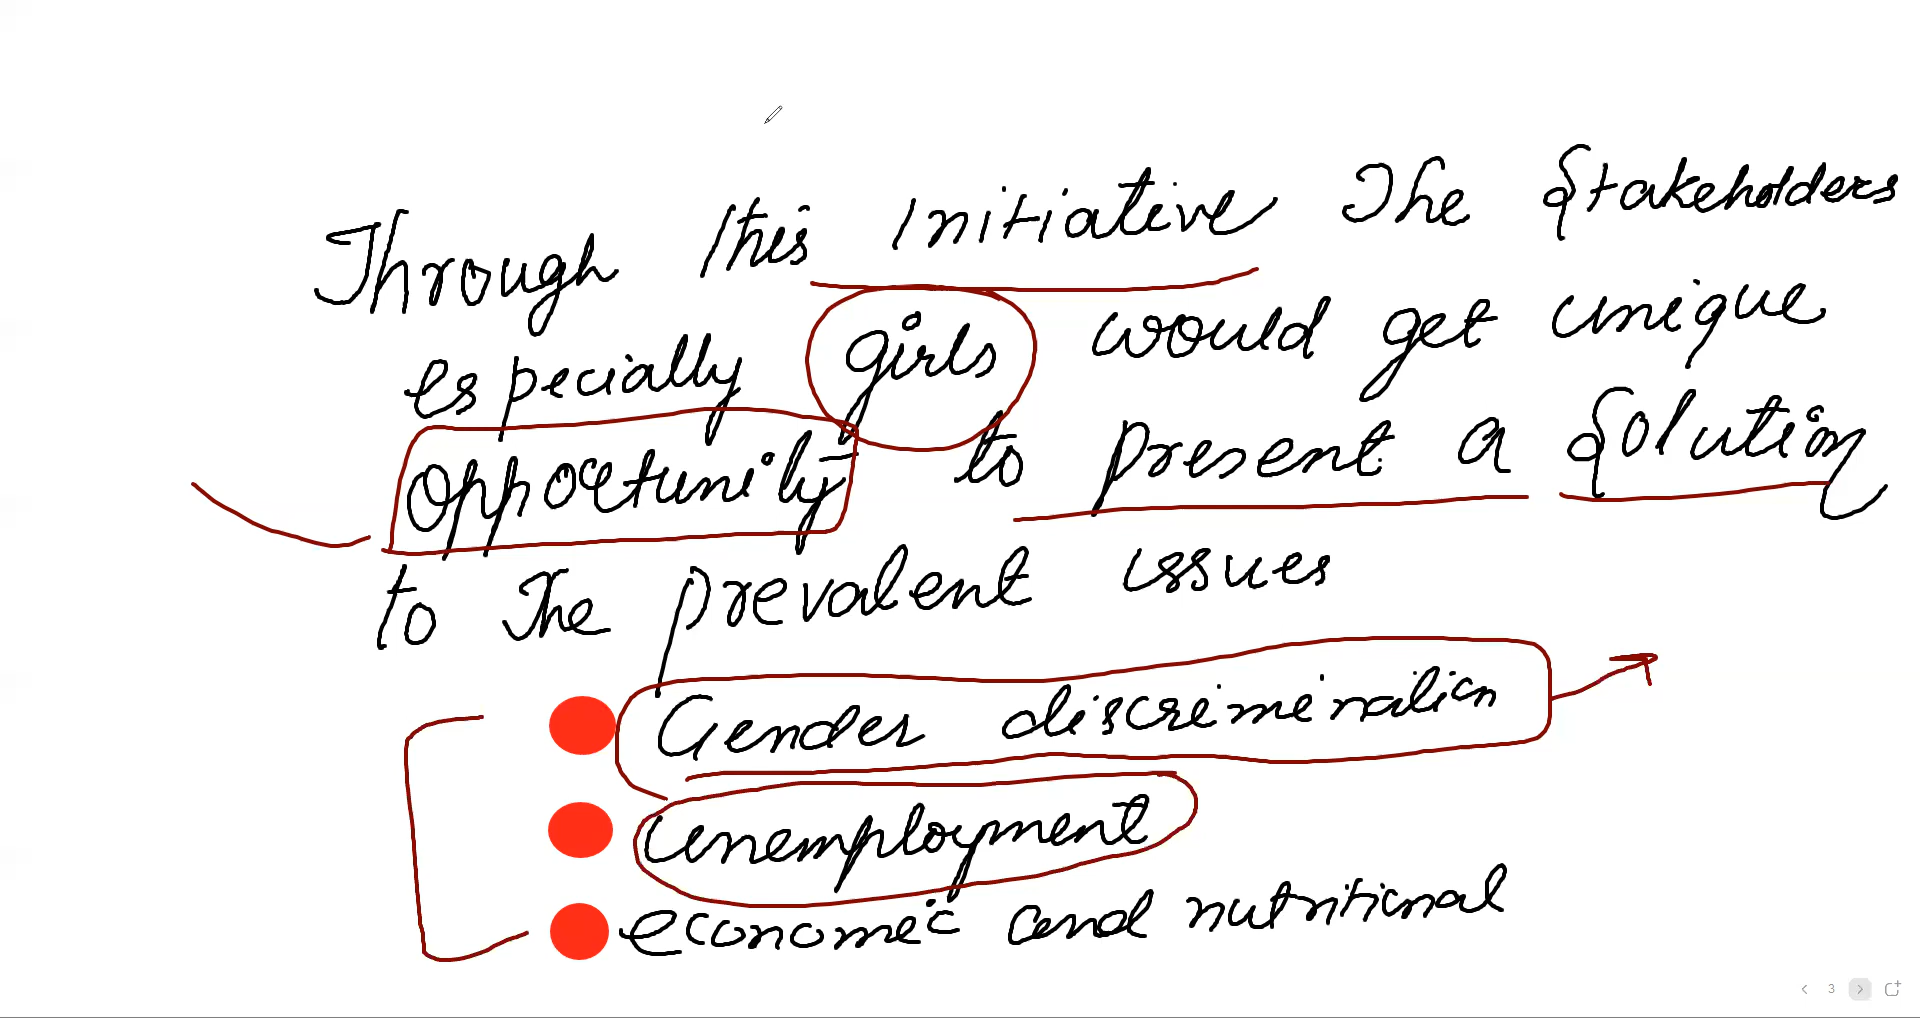 Through this initiative The Stakeholders
especially girls would get unique
opportunity to present a Solution
to The prevalent issues
Gender discrimination
Unemployment
economic and nutritional
3